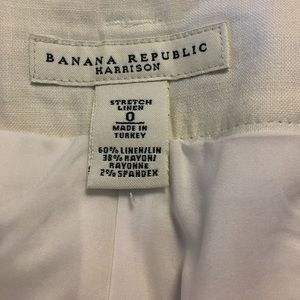 BANANA REPUBLIC
HARRISON
STRETCH
LINEN
0
MADE IN
TURKEY
60% LINEN/LIN
38% RAYON/
RAYONNE
2% SPANDEX